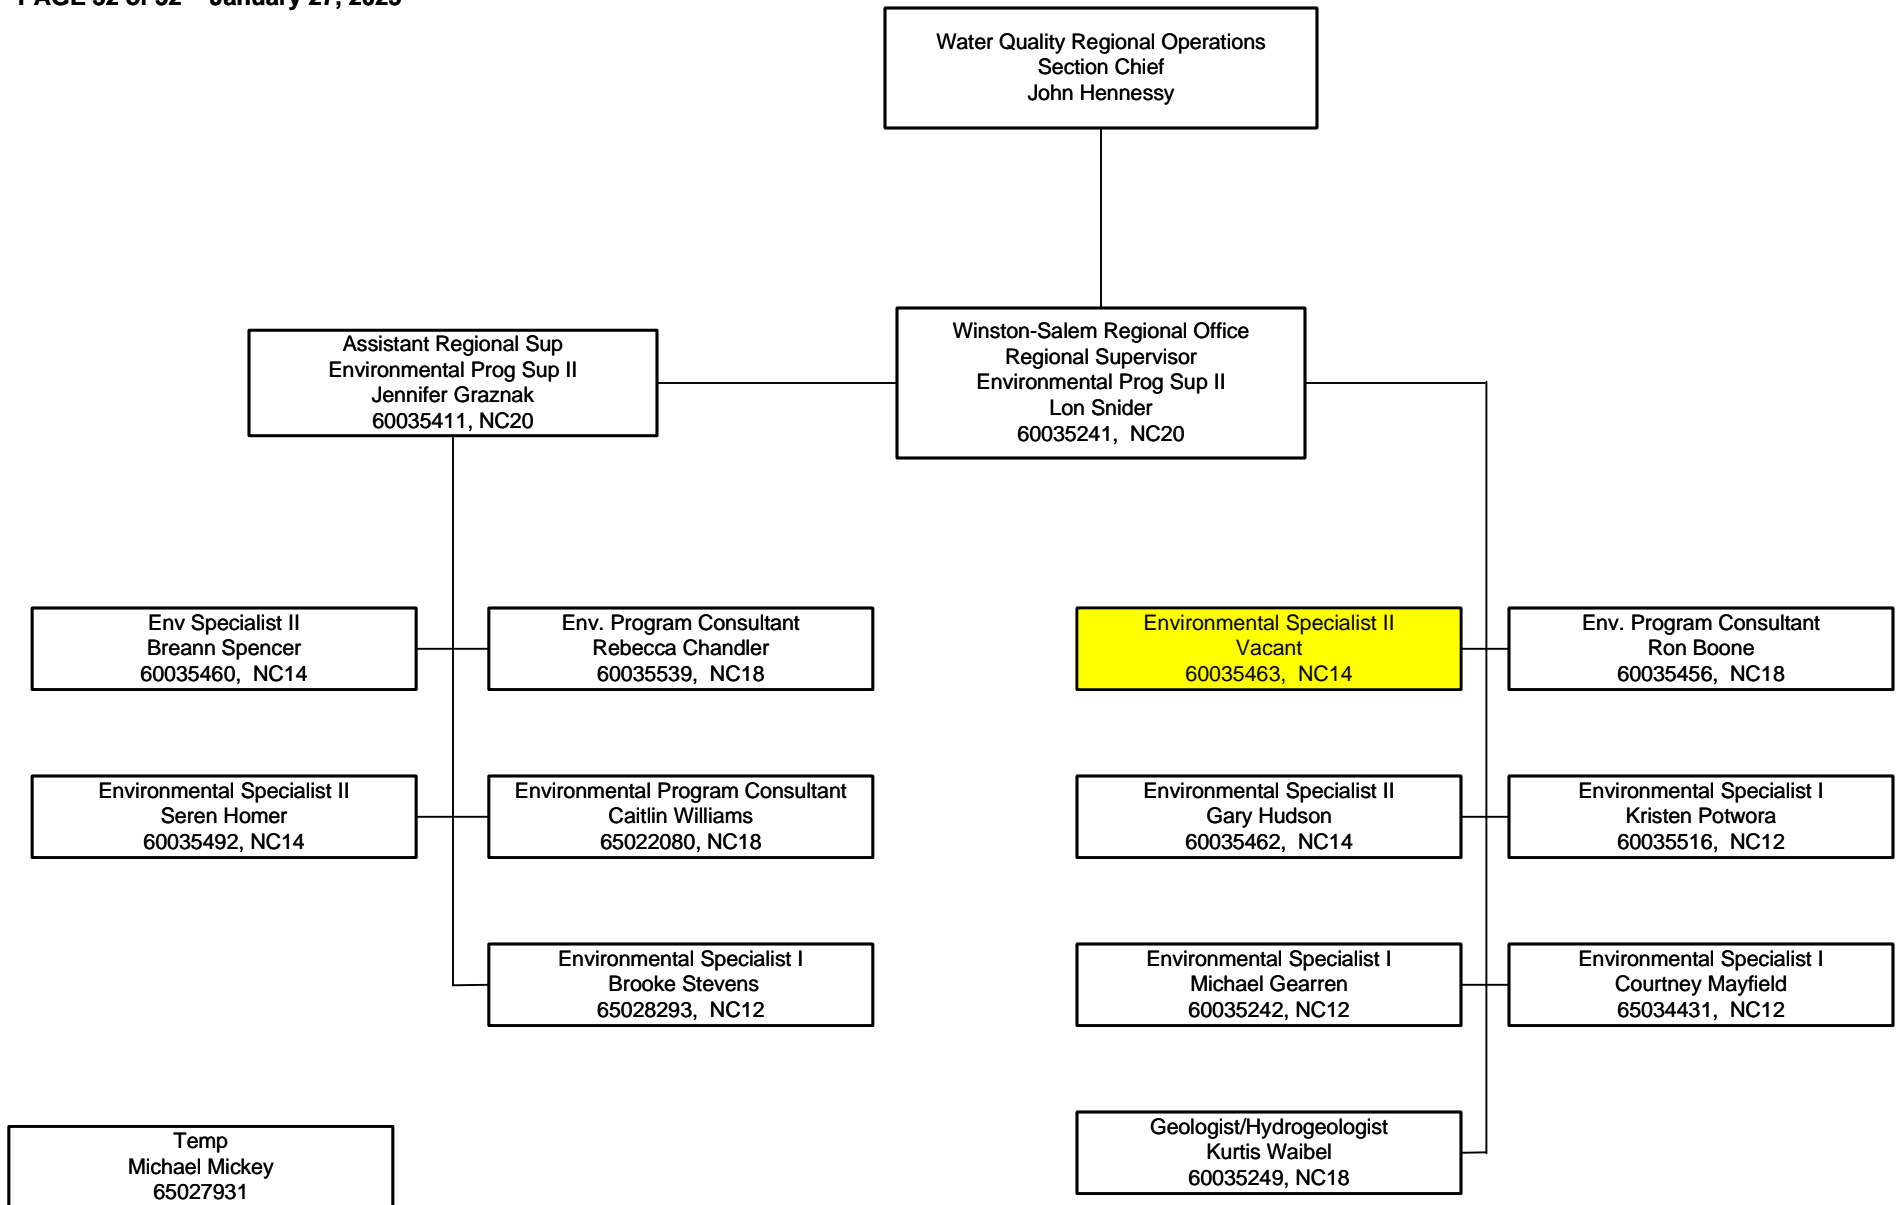 January 27, 2023
Water Quality Regional Operations
Section Chief
John Hennessy
Assistant Regional Sup
Environmental Prog Sup II
Jennifer Graznak
60035411, NC20
Winston-Salem Regional Office
Regional Supervisor
Environmental Prog Sup II
Lon Snider
60035241, NC20
Env Specialist II
Breann Spencer
60035460, NC14
Env. Program Consultant
Rebecca Chandler
60035539, NC18
Environmental Specialist II
Vacant
60035463, NC14
Env. Program Consultant
Ron Boone
60035456, NC18
Environmental Specialist II
Seren Homer
60035492, NC14
Environmental Program Consultant
Caitlin Williams
65022080, NC18
Environmental Specialist II
Gary Hudson
60035462, NC14
Environmental Specialist I
Kristen Potwora
60035516, NC12
Environmental Specialist I
Brooke Stevens
65028293, NC12
Environmental Specialist I
Michael Gearren
60035242, NC12
Environmental Specialist I
Courtney Mayfield
65034431, NC12
Temp
Michael Mickey
65027931
Geologist/Hydrogeologist
Kurtis Waibel
60035249, NC18